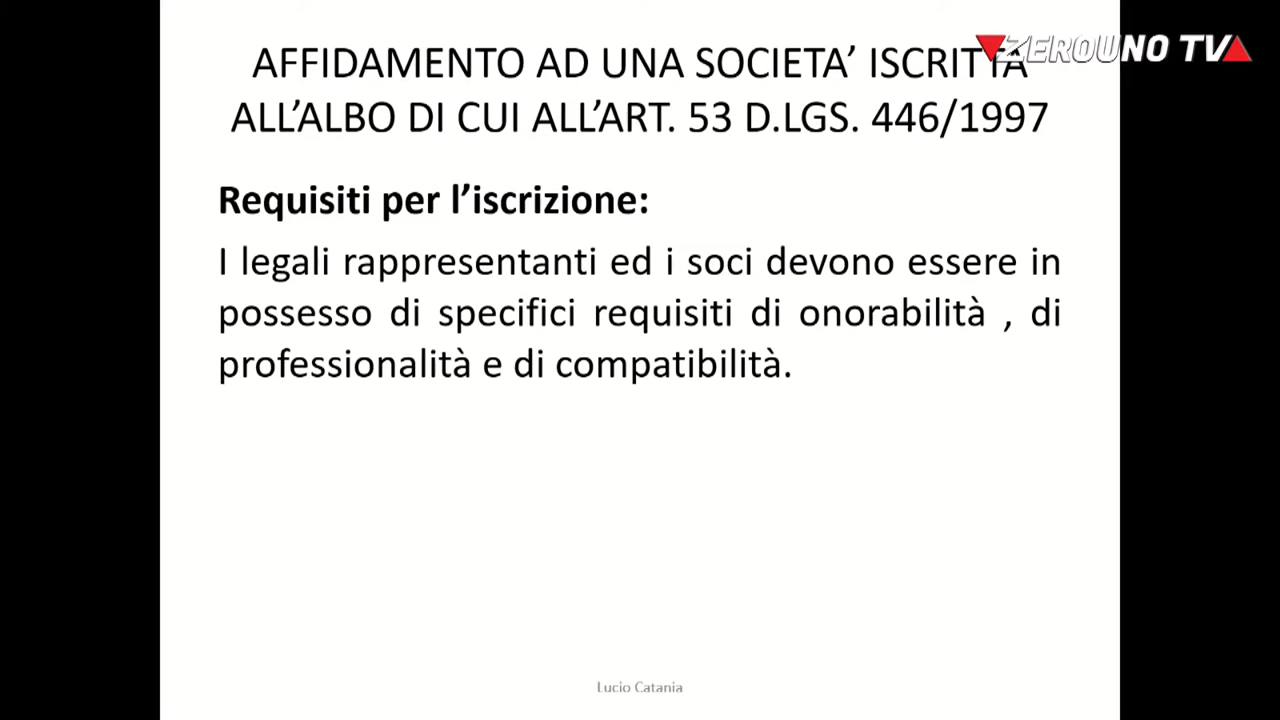 ZEROUNO TV
AFFIDAMENTO AD UNA SOCIETA’ ISCRITTA
ALL’ALBO DI CUI ALL’ART. 53 D.LGS. 446/1997
Requisiti per l’iscrizione:
I legali rappresentanti ed i soci devono essere in
possesso di specifici requisiti di onorabilità , di
professionalità e di compatibilità.
Lucio Catania